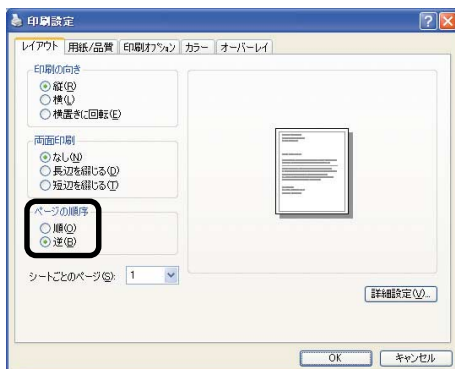 印刷設定
レイアウト 用紙/品質 印刷オプション カラー オーバーレイ
印刷の向き
縦(R)
横(L)
横置きに回転(E)
両面印刷
なし(N)
長辺を綴じる(D)
短辺を綴じる(T)
ページの順序
順(O)
逆(B)
シートごとのページ(S): 1
詳細設定(V)...
OK キャンセル